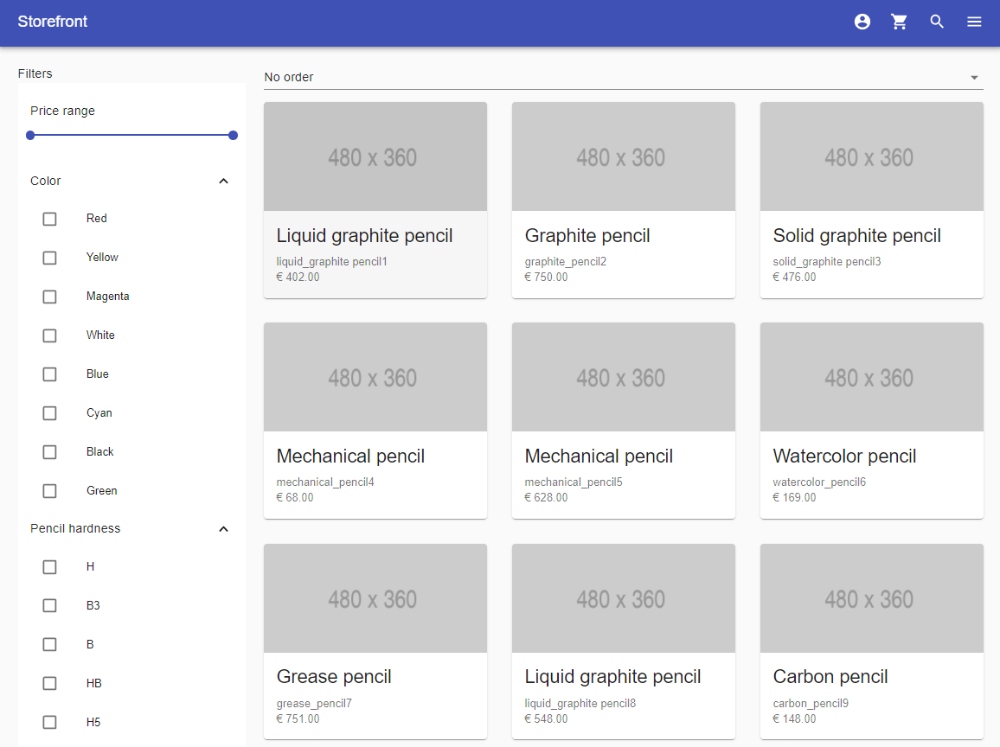 Storefront
Filters
Price range
Color
Red
Yellow
Magenta
White
Blue
Cyan
Black
Green
Pencil hardness
H
B3
B
HB
H5
No order
480 x 360
Liquid graphite pencil
liquid_graphite pencil1
€ 402.00
480 x 360
Graphite pencil
graphite_pencil2
€ 750.00
480 x 360
Solid graphite pencil
solid_graphite pencil3
€ 476.00
480 x 360
Mechanical pencil
mechanical_pencil4
€ 68.00
480 x 360
Mechanical pencil
mechanical_pencil5
€ 628.00
480 x 360
Watercolor pencil
watercolor_pencil6
€ 169.00
480 x 360
Grease pencil
grease_pencil7
€ 751.00
480 x 360
Liquid graphite pencil
liquid_graphite pencil8
€ 548.00
480 x 360
Carbon pencil
carbon_pencil9
€ 148.00